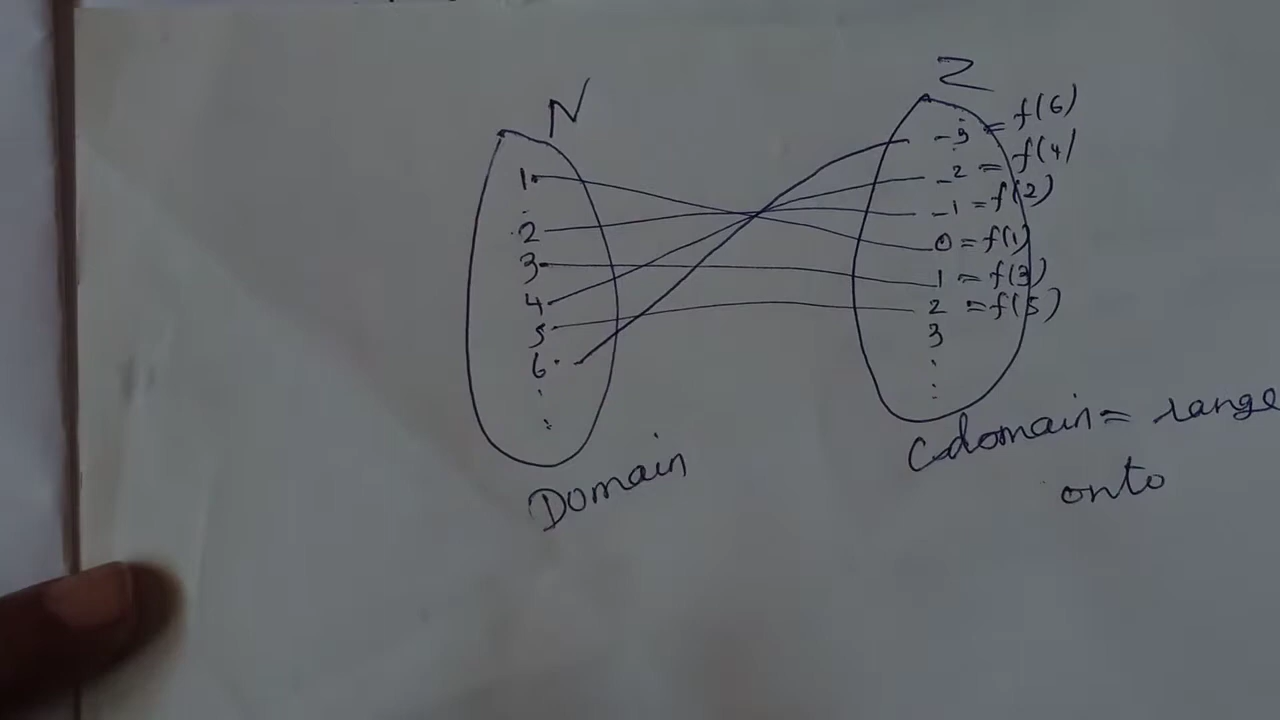 N
1
2
3
4
5
6
Domain
Z
-3 = f(6)
-2 = f(4)
-1 = f(2)
0 = f(1)
1 = f(3)
2 = f(5)
3
Codomain = range
onto